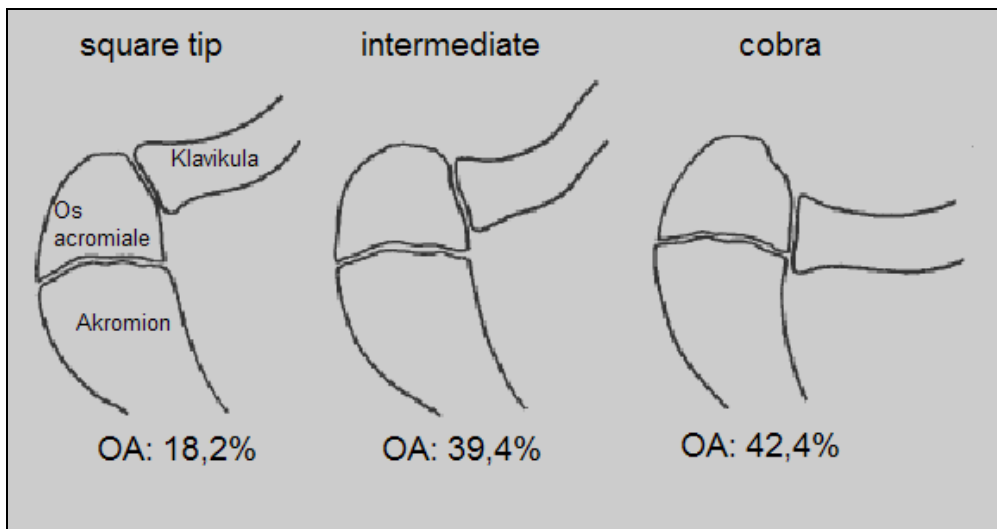 square tip
intermediate
cobra
Klavikula
Os
acromiale
Akromion
OA: 18,2%
OA: 39,4%
OA: 42,4%